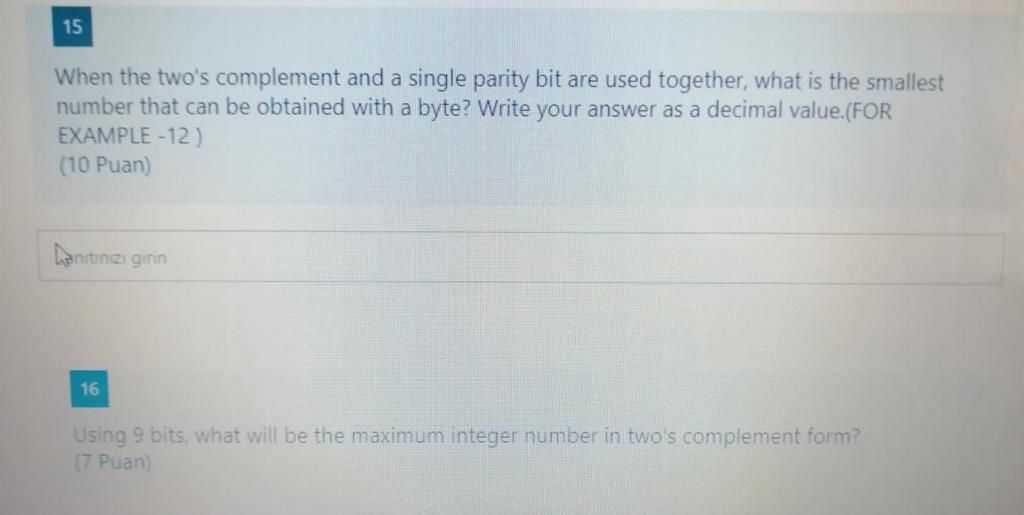 15
When the two's complement and a single parity bit are used together, what is the smallest
number that can be obtained with a byte? Write your answer as a decimal value.(FOR
EXAMPLE -12 )
(10 Puan)
girin
16
Using 9 bits, what will be the maximum integer number in two's complement form?
(7 Puan)